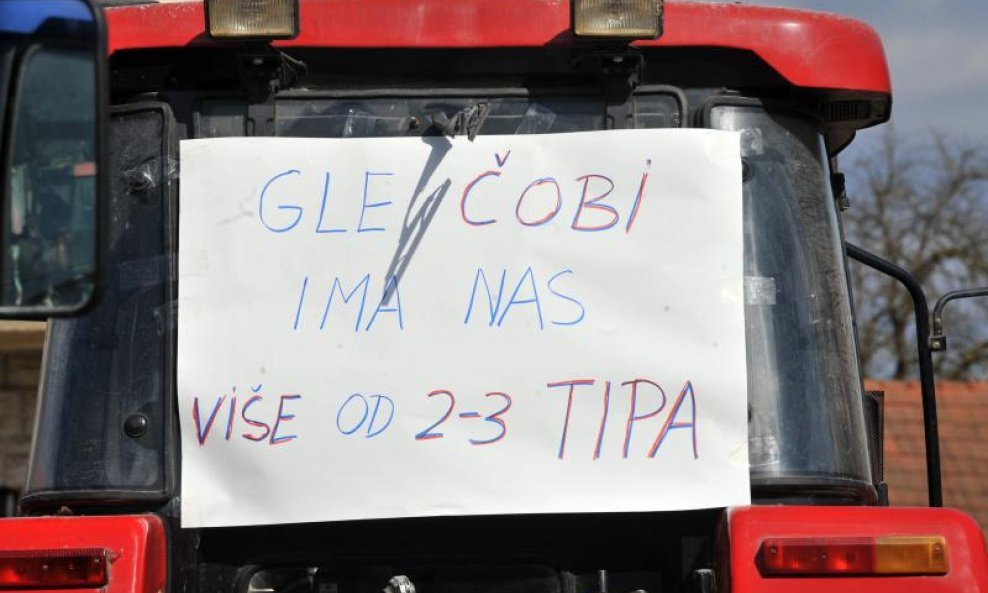 GLE ČOBI
IMA NAS
VIŠE OD 2-3 TIPA